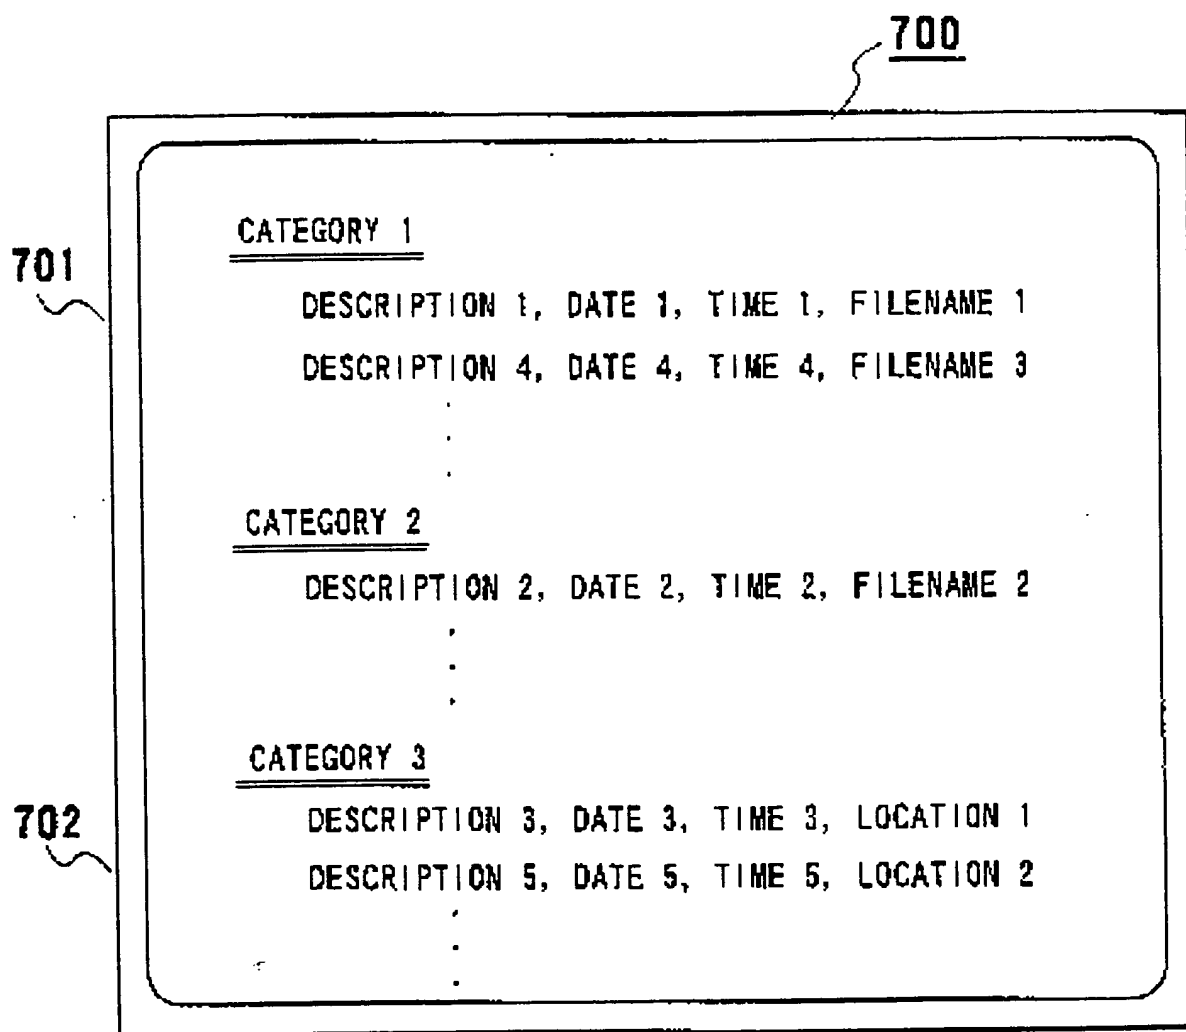 700
CATEGORY 1
701
DESCRIPTION 1, DATE 1, TIME 1, FILENAME 1
DESCRIPTION 4, DATE 4, TIME 4, FILENAME 3
CATEGORY 2
DESCRIPTION 2, DATE 2, TIME 2, FILENAME 2
CATEGORY 3
702
DESCRIPTION 3, DATE 3, TIME 3, LOCATION 1
DESCRIPTION 5, DATE 5, TIME 5, LOCATION 2